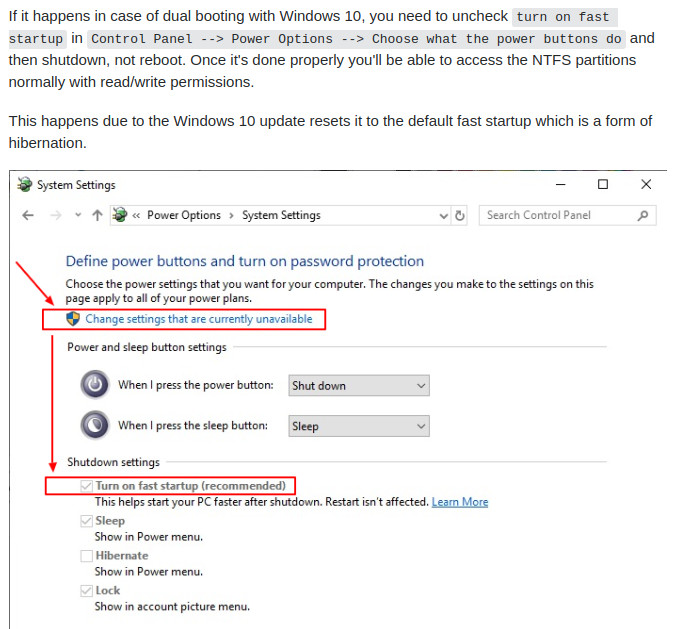 If it happens in case of dual booting with Windows 10, you need to uncheck turn on fast
startup in Control Panel --> Power Options --> Choose what the power buttons do and
then shutdown, not reboot. Once it's done properly you'll be able to access the NTFS partitions
normally with read/write permissions.
This happens due to the Windows 10 update resets it to the default fast startup which is a form of
hibernation.
System Settings
« Power Options › System Settings
Search Control Panel
Define power buttons and turn on password protection
Choose the power settings that you want for your computer. The changes you make to the settings on this
page apply to all of your power plans.
Change settings that are currently unavailable
Power and sleep button settings
When I press the power button: Shut down
When I press the sleep button: Sleep
Shutdown settings
Turn on fast startup (recommended)
This helps start your PC faster after shutdown. Restart isn't affected. Learn More
Sleep
Show in Power menu.
Hibernate
Show in Power menu.
Lock
Show in account picture menu.